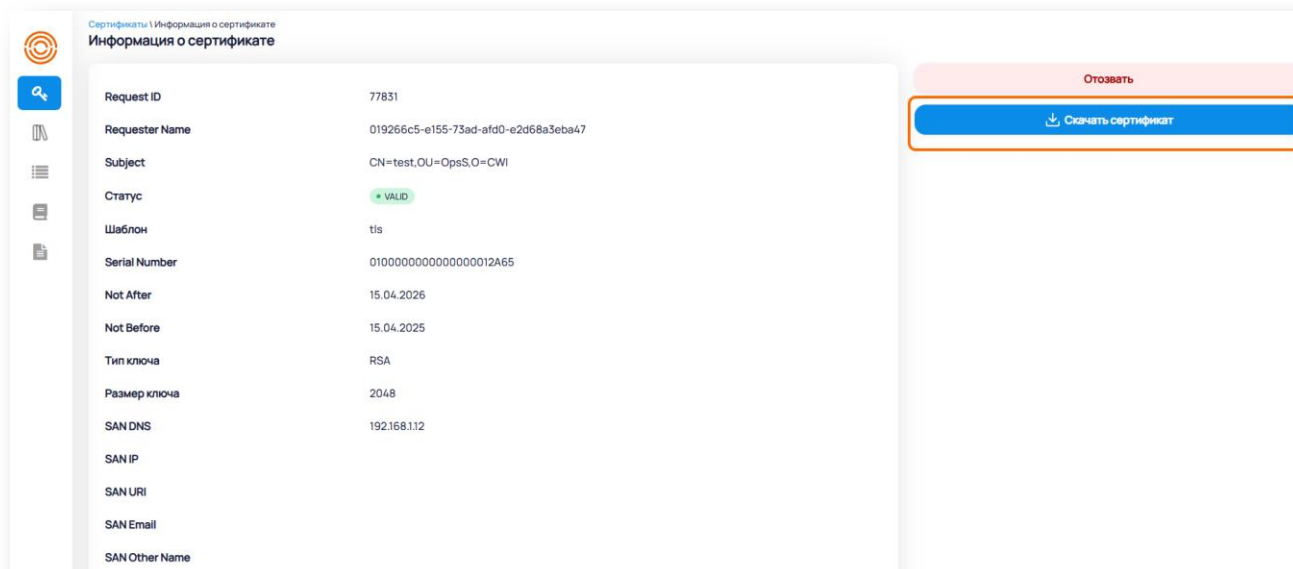 Сертификаты \ Информация о сертификате
Информация о сертификате
Отозвать
Скачать сертификат
Request ID 77831
Requester Name 019266c5-e155-73ad-afd0-e2d68a3eba47
Subject CN=test,OU=OpsS,O=CWI
Статус VALID
Шаблон tls
Serial Number 0100000000000000012A65
Not After 15.04.2026
Not Before 15.04.2025
Тип ключа RSA
Размер ключа 2048
SAN DNS 192.168.1.12
SAN IP
SAN URI
SAN Email
SAN Other Name